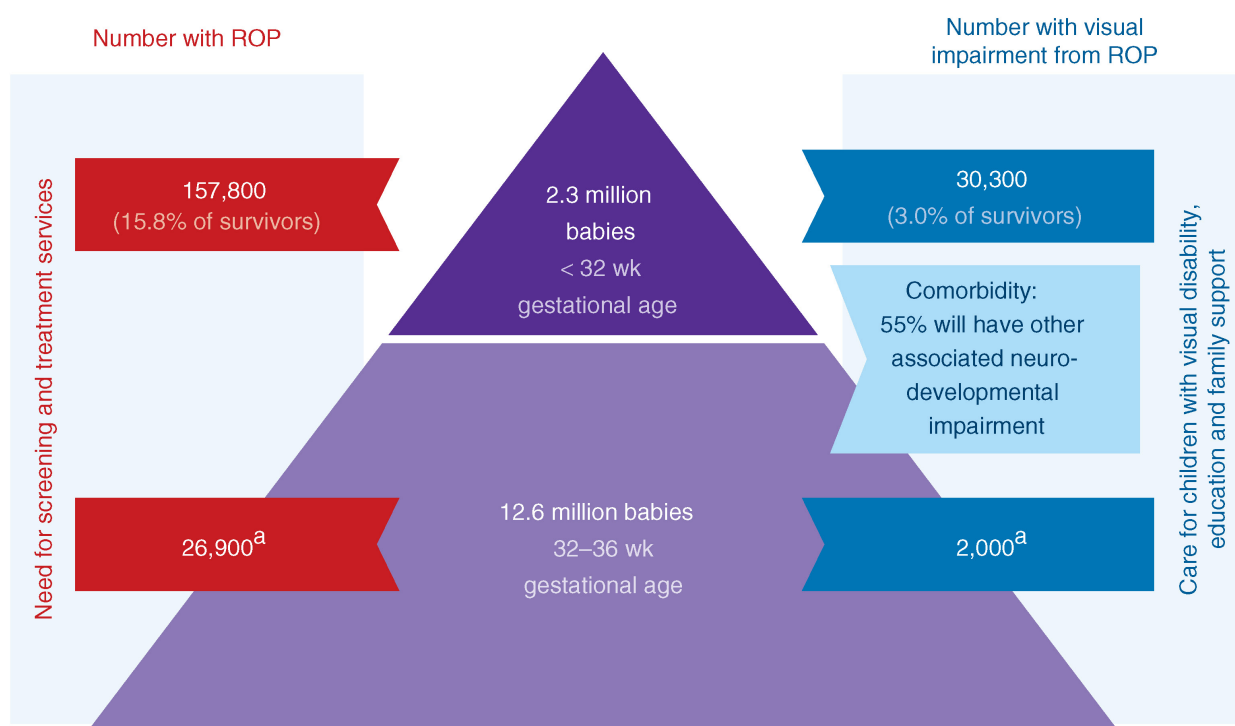 Number with ROP
Number with visual
impairment from ROP
Need for screening and treatment services
157,800
(15.8% of survivors)
2.3 million
babies
< 32 wk
gestational age
30,300
(3.0% of survivors)
Comorbidity:
55% will have other
associated neuro-
developmental
impairment
26,900a
12.6 million babies
32–36 wk
gestational age
2,000a
Care for children with visual disability,
education and family support